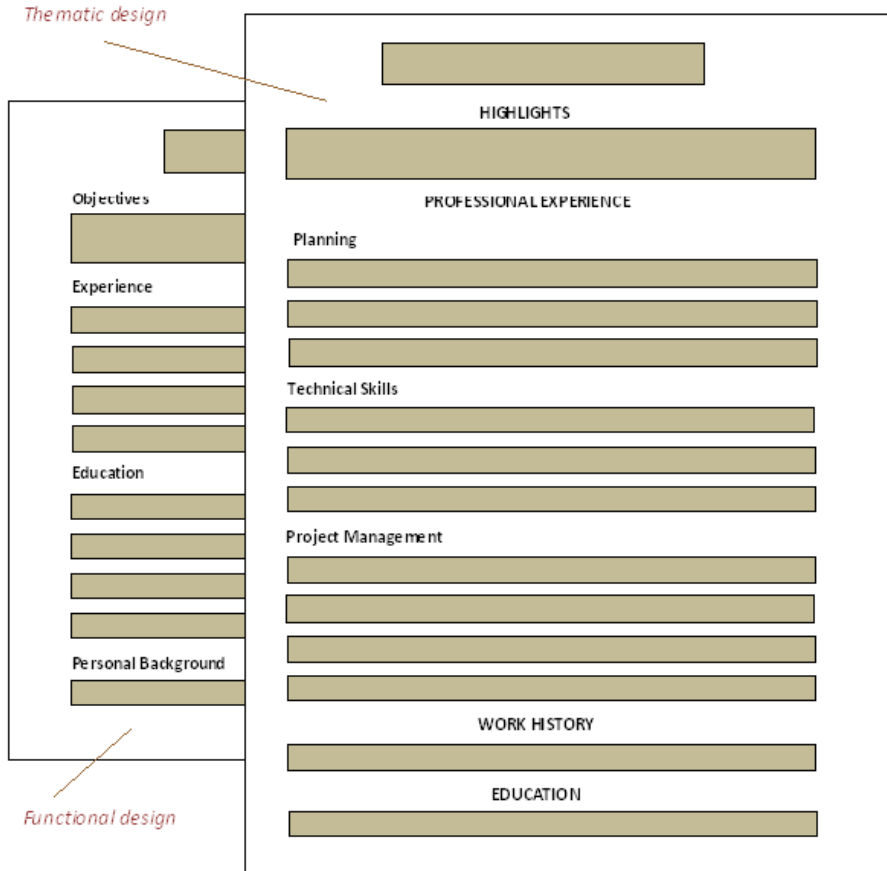 Thematic design
HIGHLIGHTS
PROFESSIONAL EXPERIENCE
Planning
Technical Skills
Project Management
WORK HISTORY
EDUCATION
Objectives
Experience
Education
Personal Background
Functional design